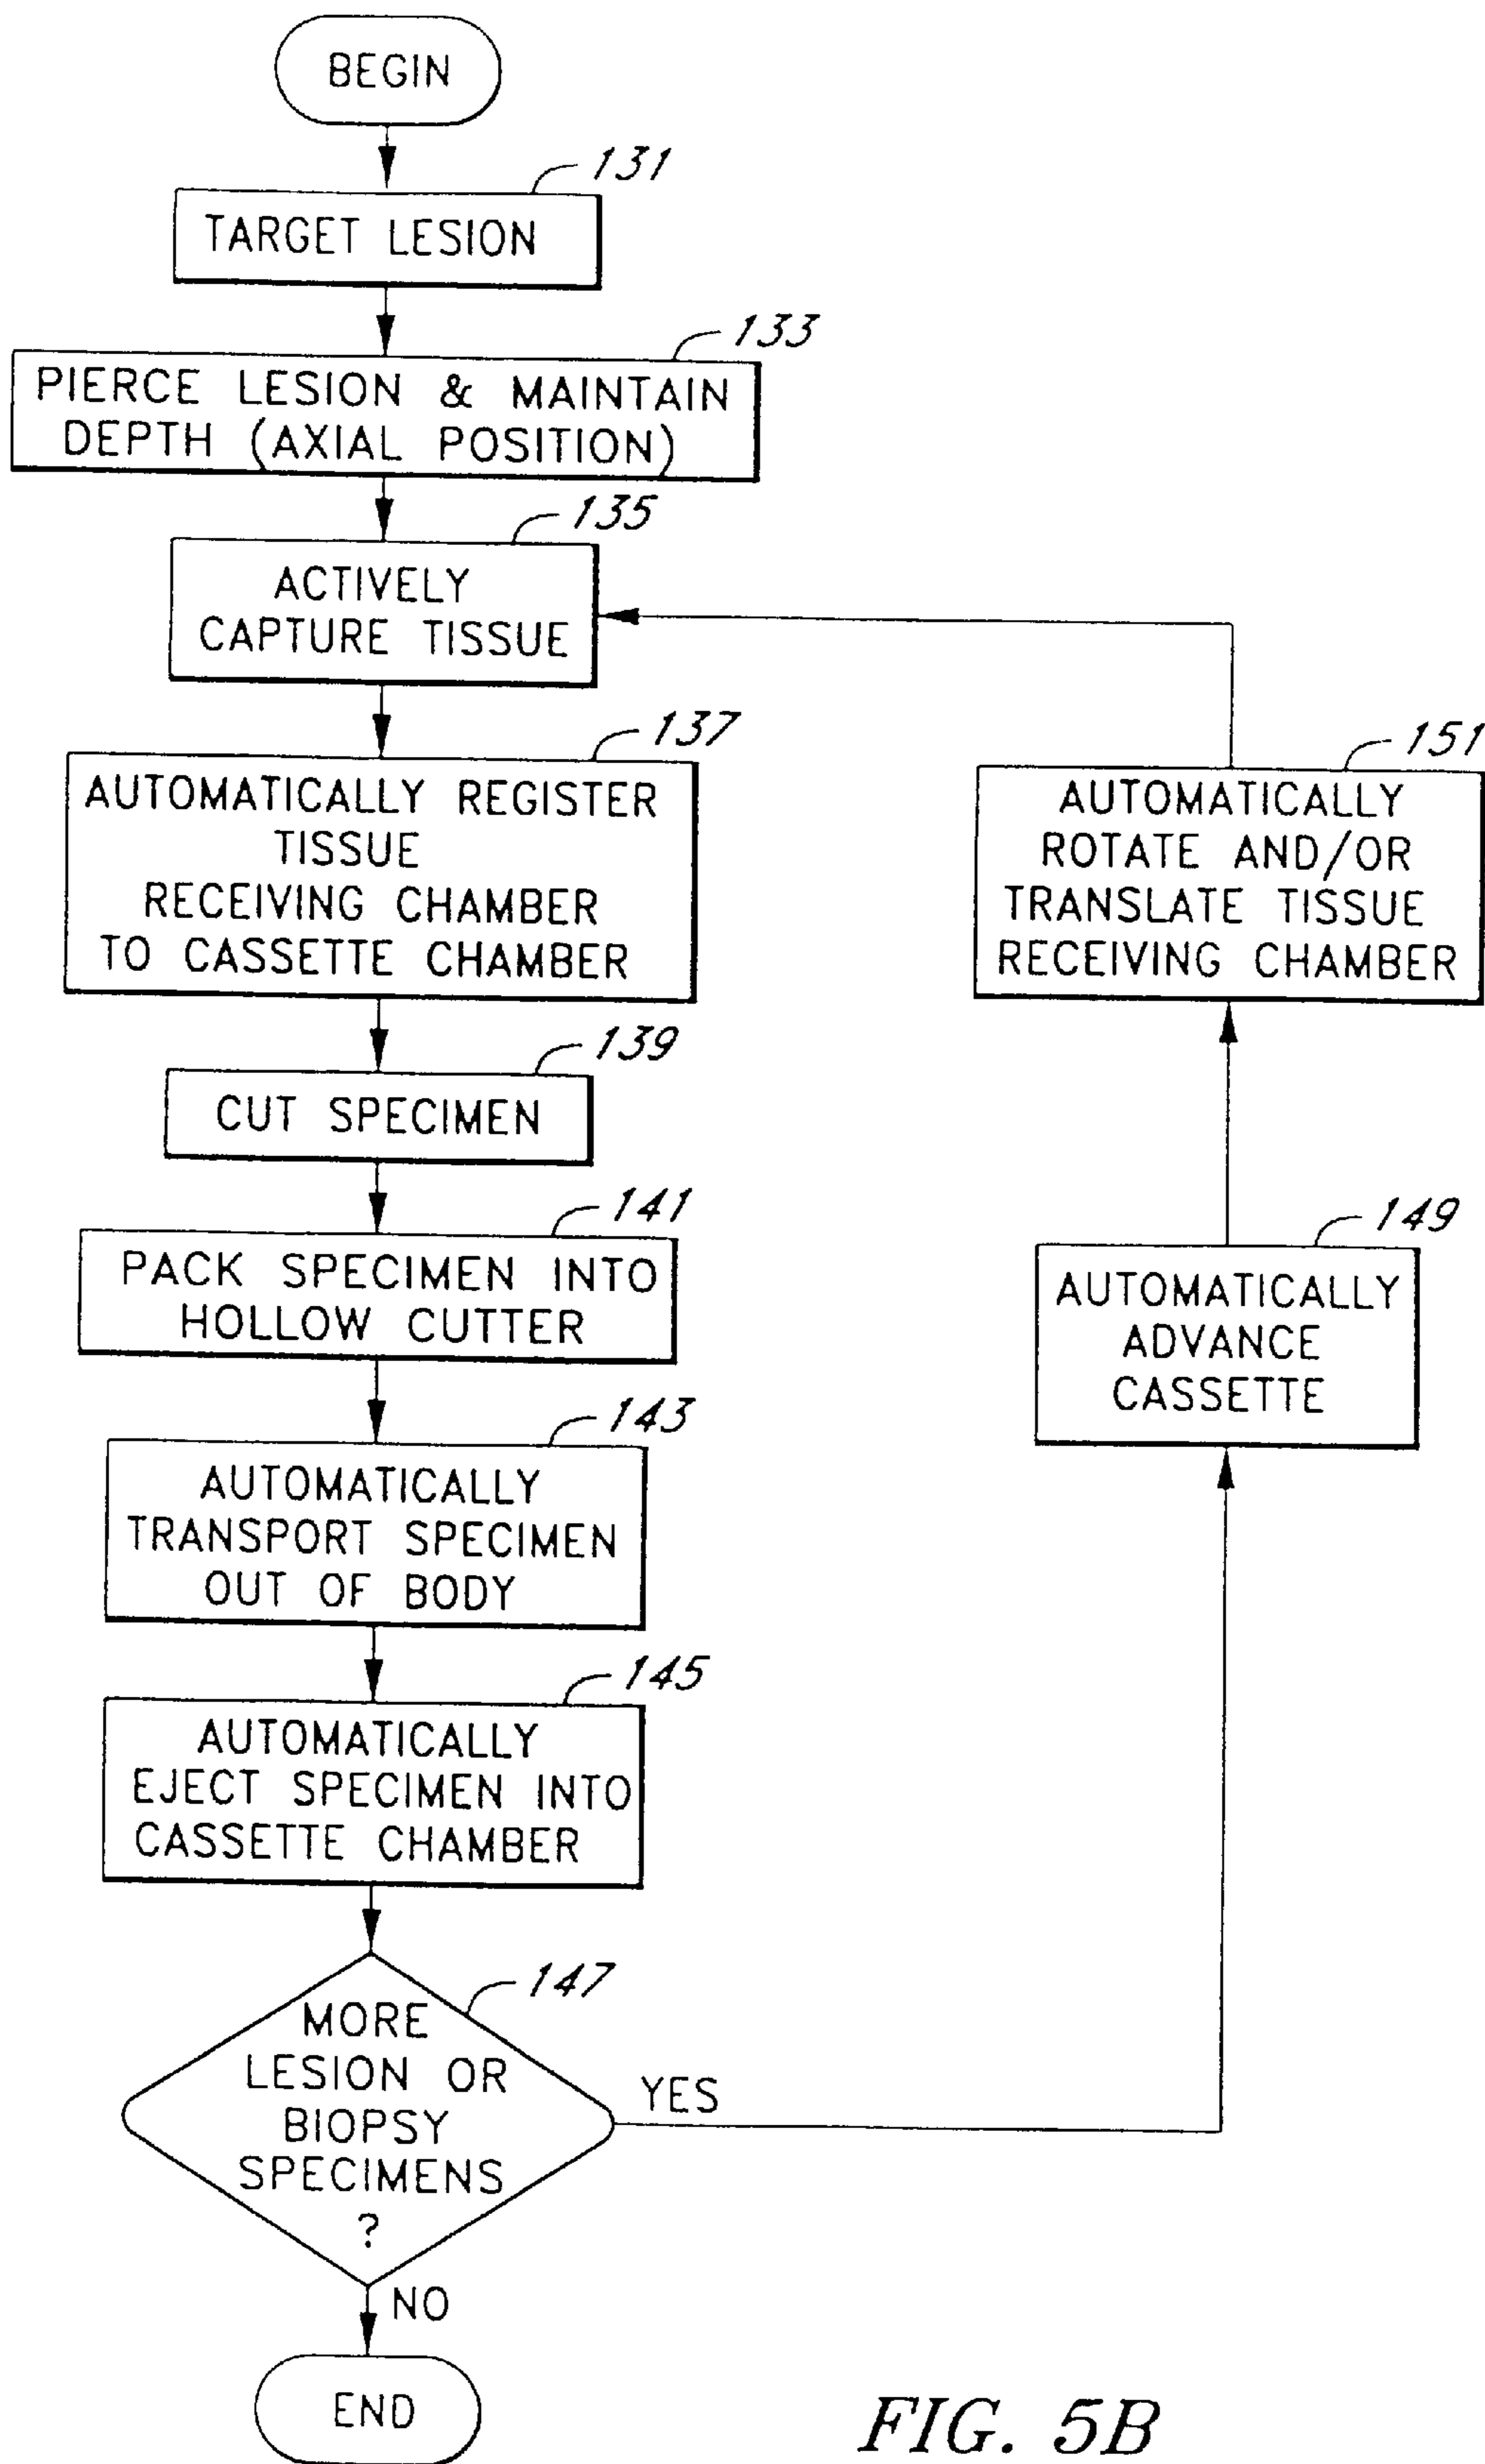 BEGIN
131
TARGET LESION
133
PIERCE LESION & MAINTAIN
DEPTH (AXIAL POSITION)
135
ACTIVELY
CAPTURE TISSUE
137
AUTOMATICALLY REGISTER
TISSUE
RECEIVING CHAMBER
TO CASSETTE CHAMBER
139
CUT SPECIMEN
141
PACK SPECIMEN INTO
HOLLOW CUTTER
143
AUTOMATICALLY
TRANSPORT SPECIMEN
OUT OF BODY
145
AUTOMATICALLY
EJECT SPECIMEN INTO
CASSETTE CHAMBER
147
MORE
LESION OR
BIOPSY
SPECIMENS
?
YES
NO
END
149
AUTOMATICALLY
ADVANCE
CASSETTE
151
AUTOMATICALLY
ROTATE AND/OR
TRANSLATE TISSUE
RECEIVING CHAMBER
FIG. 5B